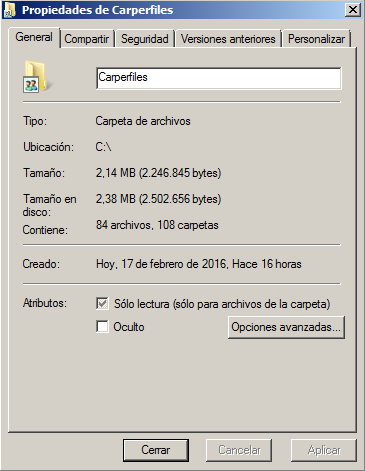 Propiedades de Carperfiles
General Compartir Seguridad Versiones anteriores Personalizar
Carperfiles
Tipo: Carpeta de archivos
Ubicación: C:\
Tamaño: 2,14 MB (2.246.845 bytes)
Tamaño en disco: 2,38 MB (2.502.656 bytes)
Contiene: 84 archivos, 108 carpetas
Creado: Hoy, 17 de febrero de 2016, Hace 16 horas
Atributos: Sólo lectura (sólo para archivos de la carpeta)
Oculto Opciones avanzadas...
Cerrar Cancelar Aplicar